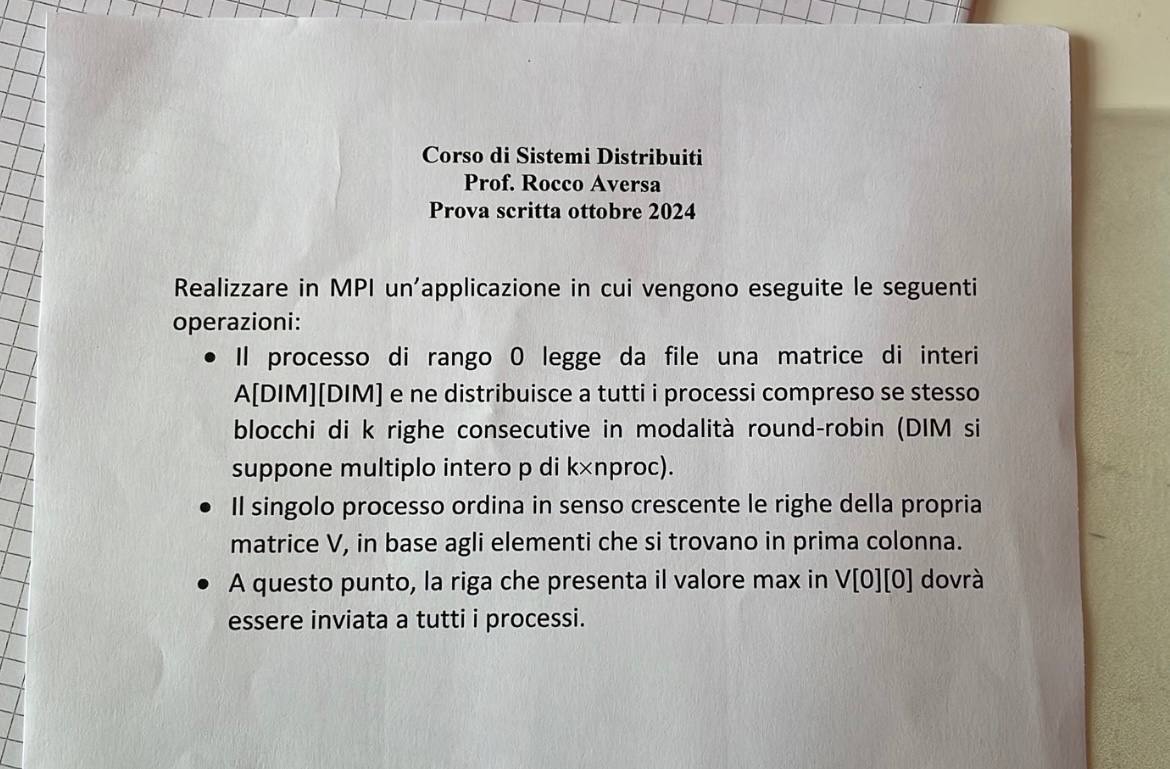 Corso di Sistemi Distribuiti
Prof. Rocco Aversa
Prova scritta ottobre 2024
Realizzare in MPI un’applicazione in cui vengono eseguite le seguenti
operazioni:
• Il processo di rango 0 legge da file una matrice di interi
A[DIM][DIM] e ne distribuisce a tutti i processi compreso se stesso
blocchi di k righe consecutive in modalità round-robin (DIM si
suppone multiplo intero p di k×nproc).
• Il singolo processo ordina in senso crescente le righe della propria
matrice V, in base agli elementi che si trovano in prima colonna.
• A questo punto, la riga che presenta il valore max in V[0][0] dovrà
essere inviata a tutti i processi.